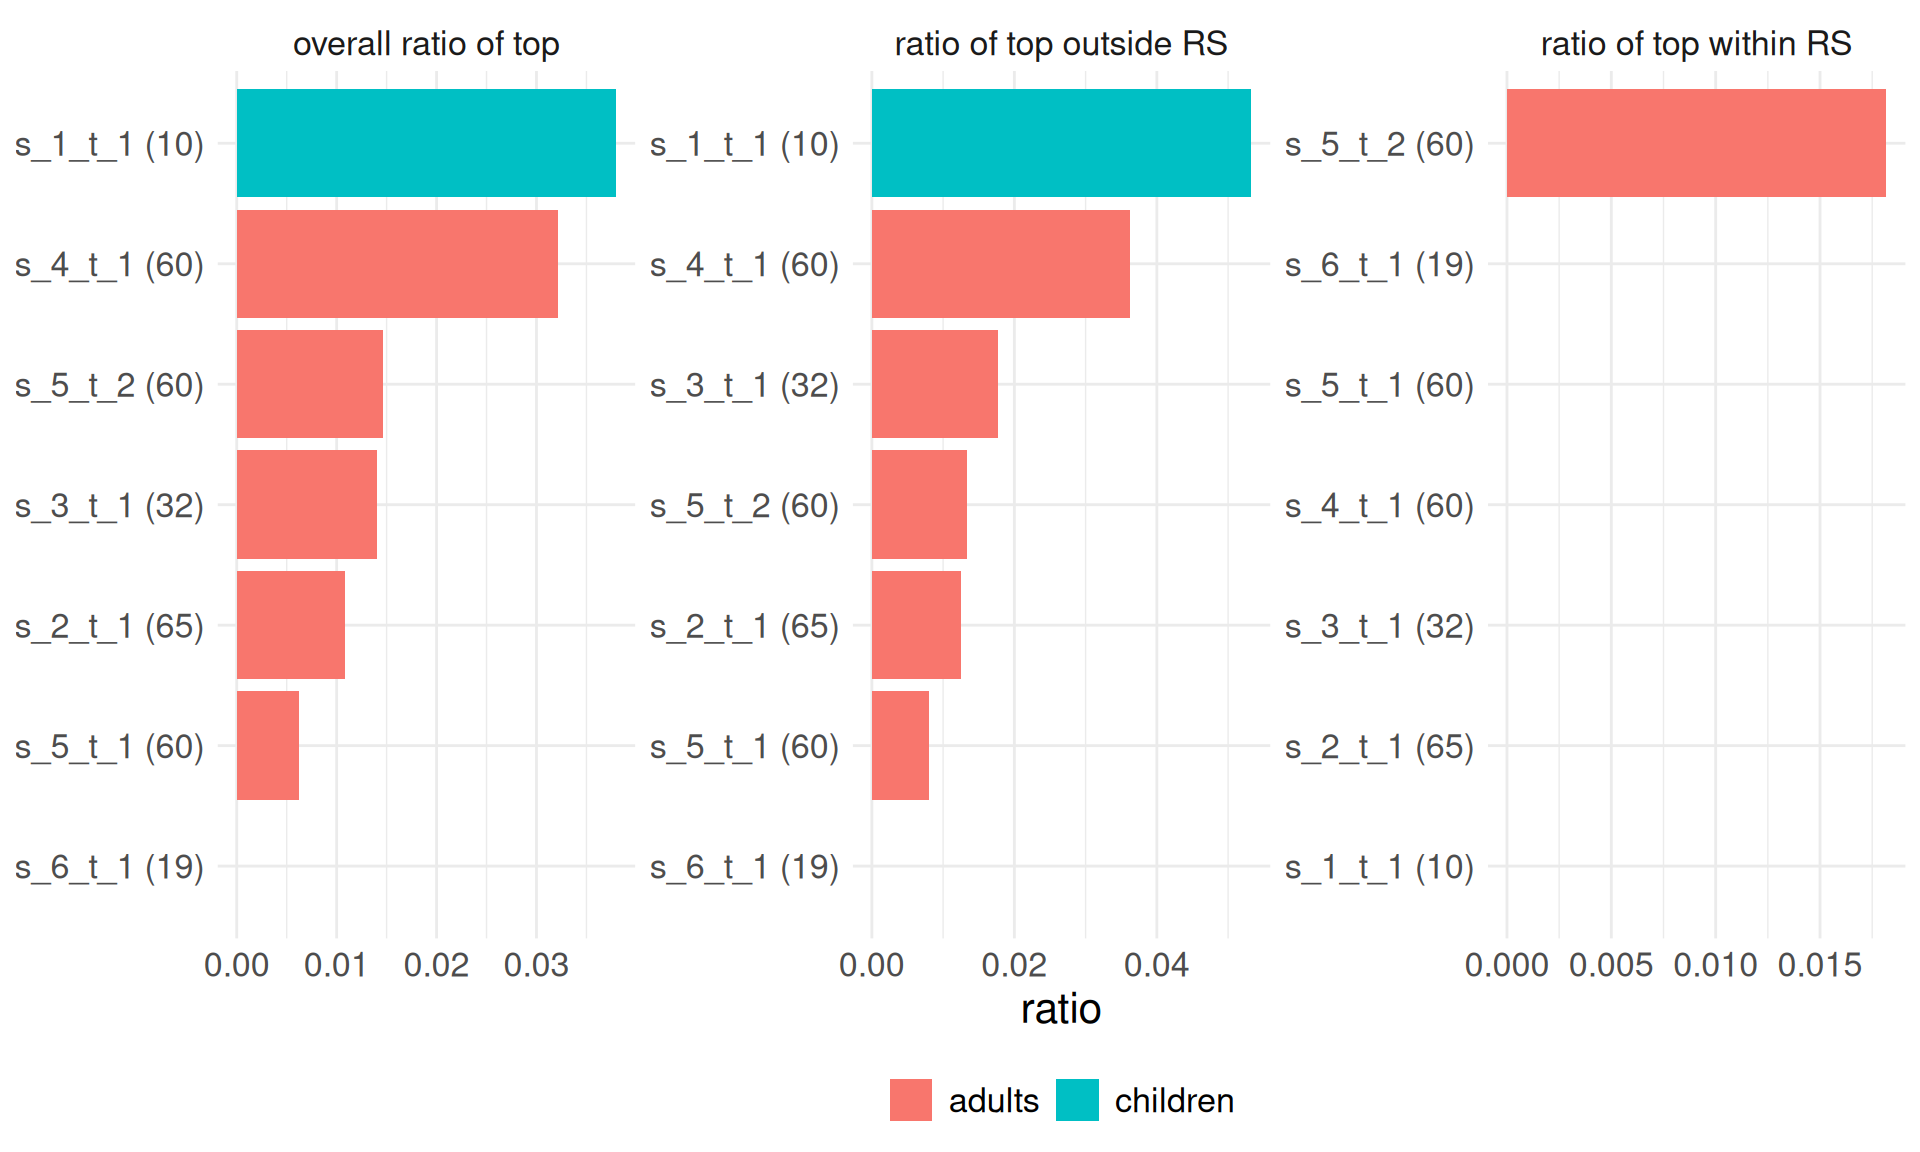 overall ratio of top
ratio of top outside RS
ratio of top within RS
s_1_t_1 (10)
s_4_t_1 (60)
s_5_t_2 (60)
s_3_t_1 (32)
s_2_t_1 (65)
s_5_t_1 (60)
s_6_t_1 (19)
0.00 0.01 0.02 0.03
s_1_t_1 (10)
s_4_t_1 (60)
s_3_t_1 (32)
s_5_t_2 (60)
s_2_t_1 (65)
s_5_t_1 (60)
s_6_t_1 (19)
0.00 0.02 0.04
s_5_t_2 (60)
s_6_t_1 (19)
s_5_t_1 (60)
s_4_t_1 (60)
s_3_t_1 (32)
s_2_t_1 (65)
s_1_t_1 (10)
0.000 0.005 0.010 0.015
ratio
adults children